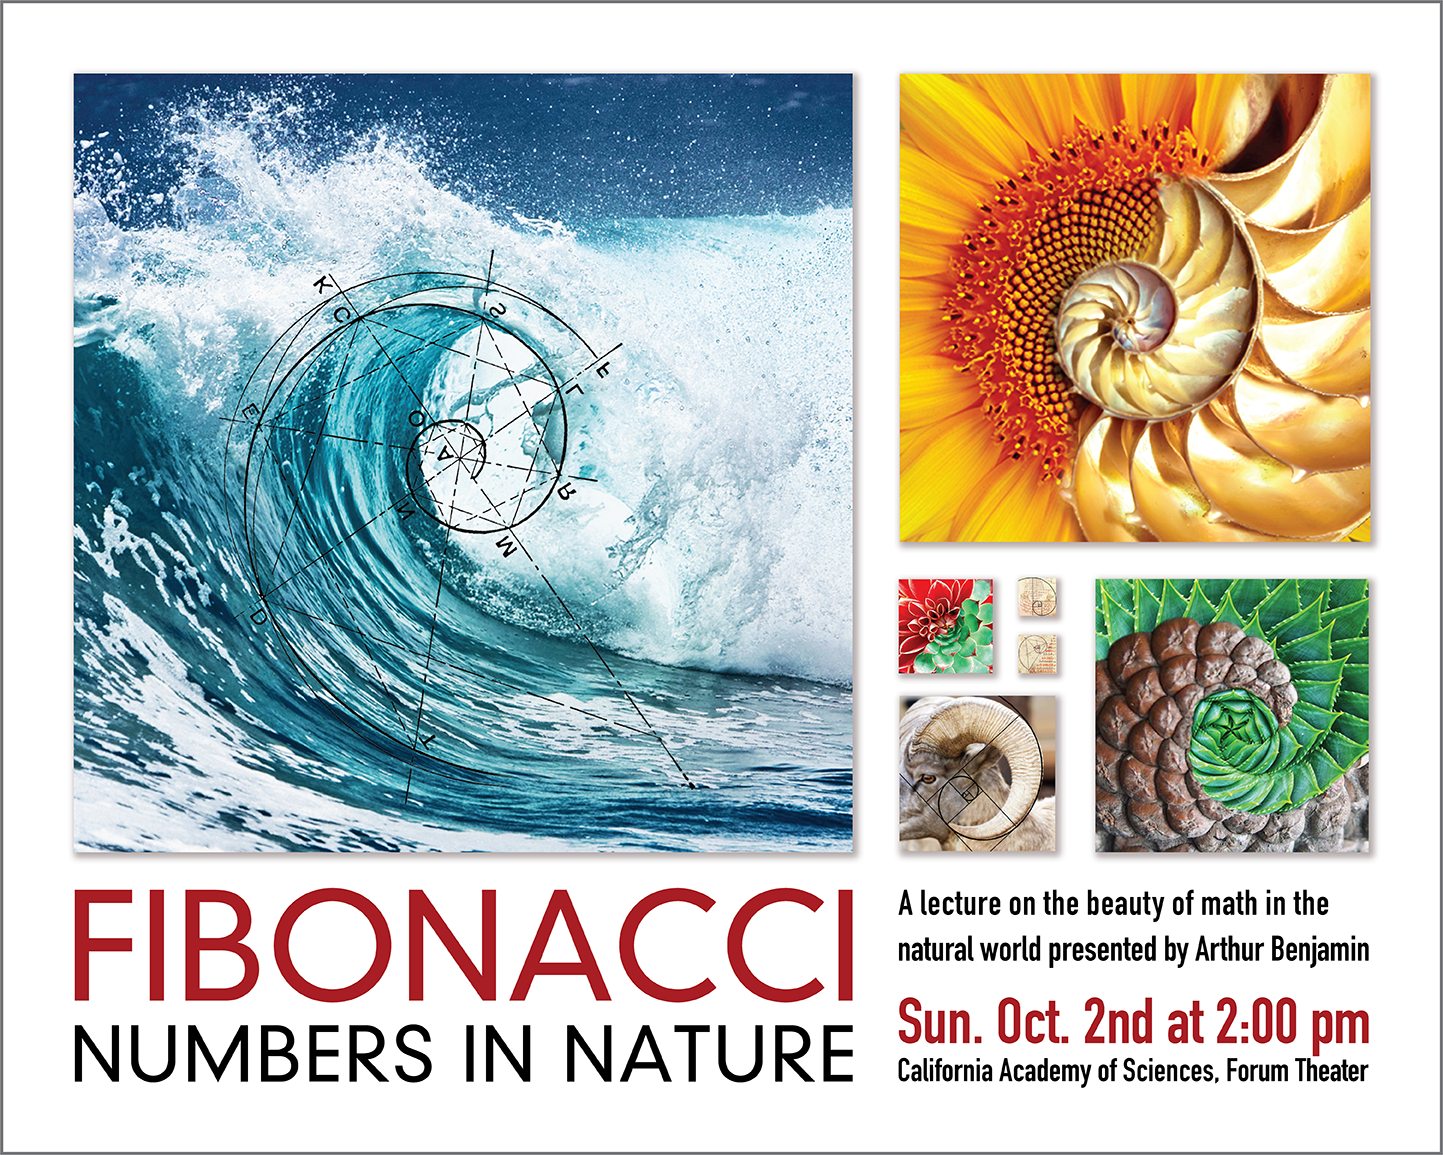 K
C
S
F
L
E
O
A
R
N
M
D
T
FIBONACCI
NUMBERS IN NATURE
A lecture on the beauty of math in the
natural world presented by Arthur Benjamin
Sun. Oct. 2nd at 2:00 pm
California Academy of Sciences, Forum Theater